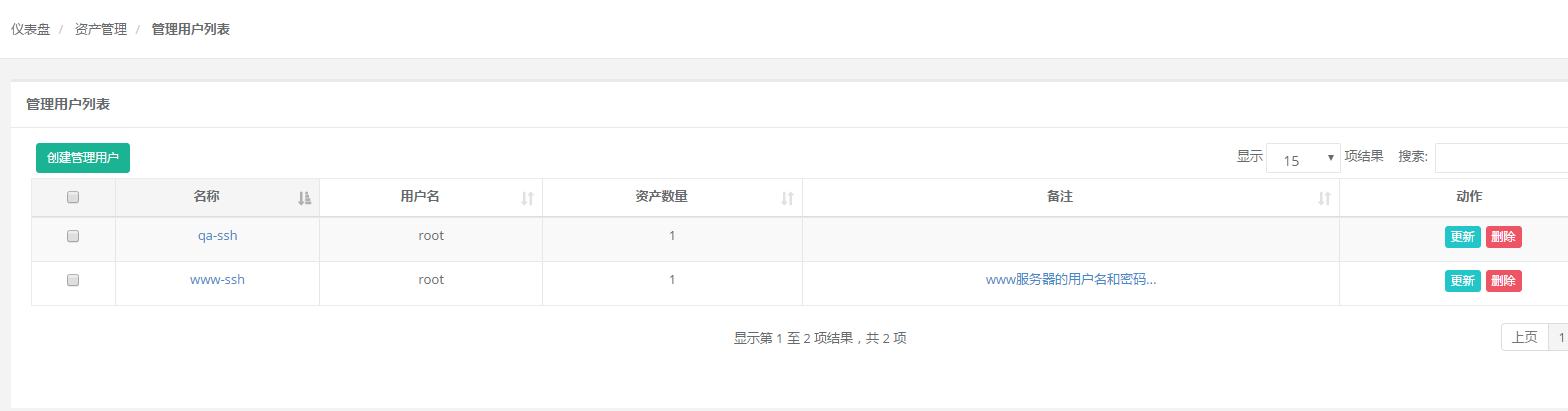 仪表盘 / 资产管理 / 管理用户列表
管理用户列表
创建管理用户 显示 15 项结果 搜索:
名称 用户名 资产数量 备注 动作
qa-ssh root 1 更新 删除
www-ssh root 1 www服务器的用户名和密码... 更新 删除
显示第 1 至 2 项结果，共 2 项 上页 1